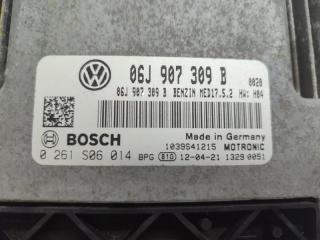 06J 907 309 B 0020
06J 907 309 B BENZIN MED17.5.2 HW: H04
BOSCH Made in Germany
1039S41215 MOTRONIC
0 261 S06 014 BPG 810 12-04-21 1329 0051